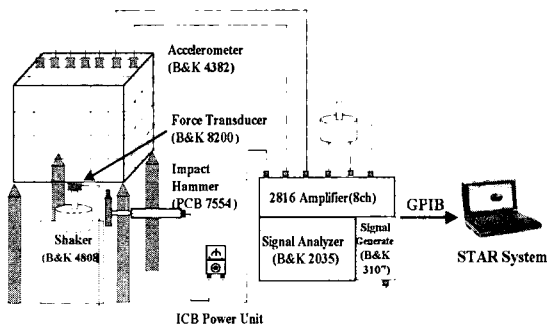 Accelerometer
(B&K 4382)
Force Transducer
(B&K 8200)
Impact
Hammer
(PCB 7554)
Shaker
(B&K 4808
2816 Amplifier(8ch)
Signal Analyzer
(B&K 2035)
Signal
Generate
(B&K
310")
GPIB
STAR System
ICB Power Unit